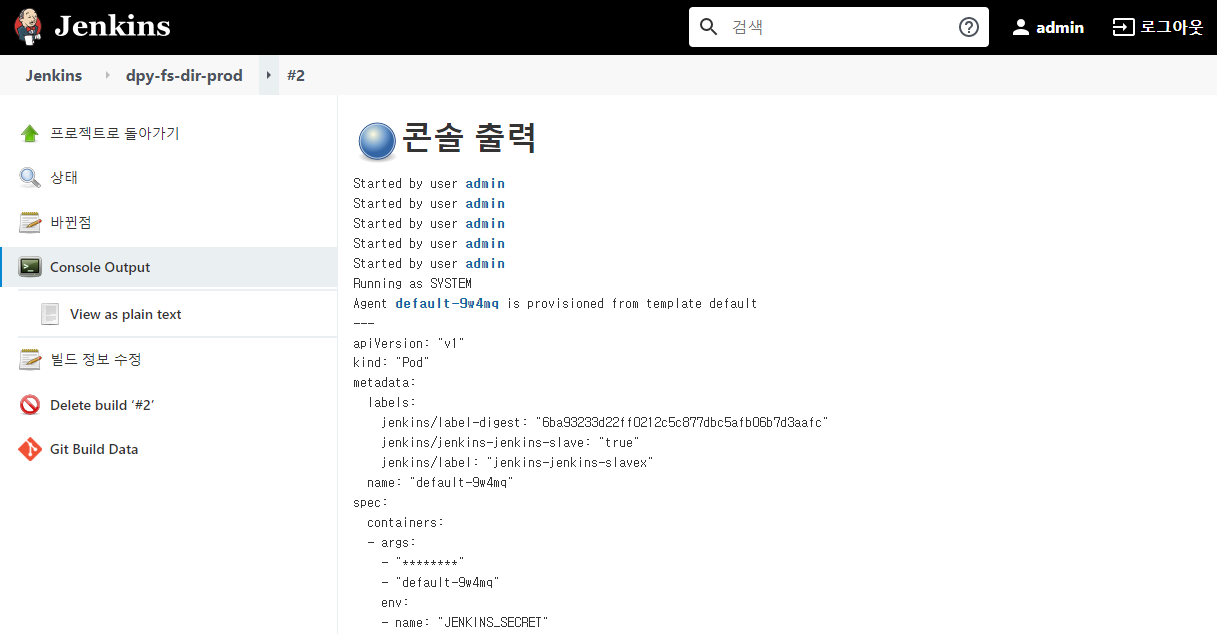 Jenkins
검색
admin
로그아웃
Jenkins
dpy-fs-dir-prod
#2
프로젝트로 돌아가기
상태
바뀐점
Console Output
View as plain text
빌드 정보 수정
Delete build ‘#2’
Git Build Data
콘솔 출력
Started by user admin
Started by user admin
Started by user admin
Started by user admin
Started by user admin
Running as SYSTEM
Agent default-9w4mq is provisioned from template default
---
apiVersion: "v1"
kind: "Pod"
metadata:
  labels:
    jenkins/label-digest: "6ba93233d22ff0212c5c877dbc5afb06b7d3aafc"
    jenkins/jenkins-jenkins-slave: "true"
    jenkins/label: "jenkins-jenkins-slavex"
  name: "default-9w4mq"
spec:
  containers:
  - args:
    - "********"
    - "default-9w4mq"
    env:
    - name: "JENKINS_SECRET"